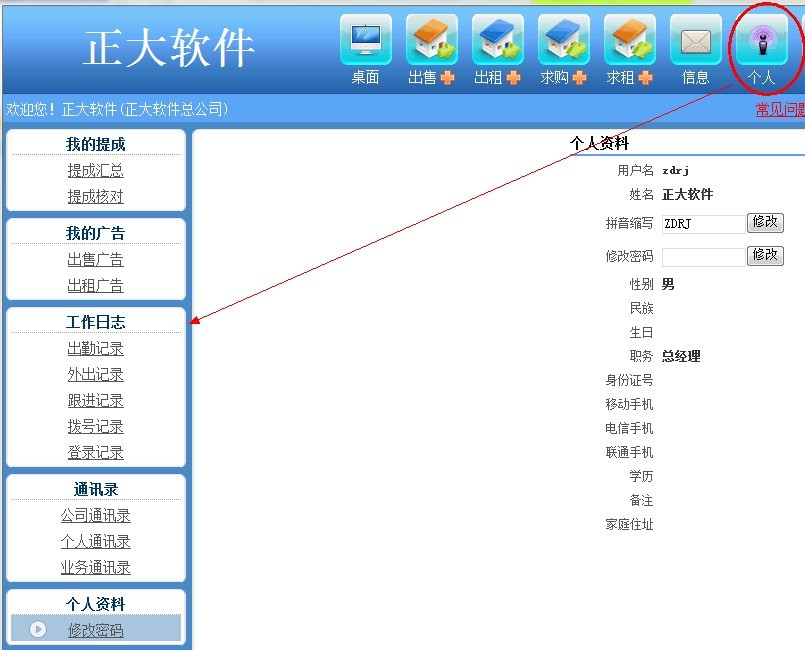 正大软件
桌面 出售 出租 求购 求租 信息 个人
欢迎您！正大软件(正大软件总公司)
常见问题
我的提成
提成汇总
提成核对
我的广告
出售广告
出租广告
工作日志
出勤记录
外出记录
跟进记录
拨号记录
登录记录
通讯录
公司通讯录
个人通讯录
业务通讯录
个人资料
修改密码
个人资料
用户名 zdrj
姓名 正大软件
拼音缩写 ZDRJ 修改
修改密码 修改
性别 男
民族
生日
职务 总经理
身份证号
移动手机
电信手机
联通手机
学历
备注
家庭住址